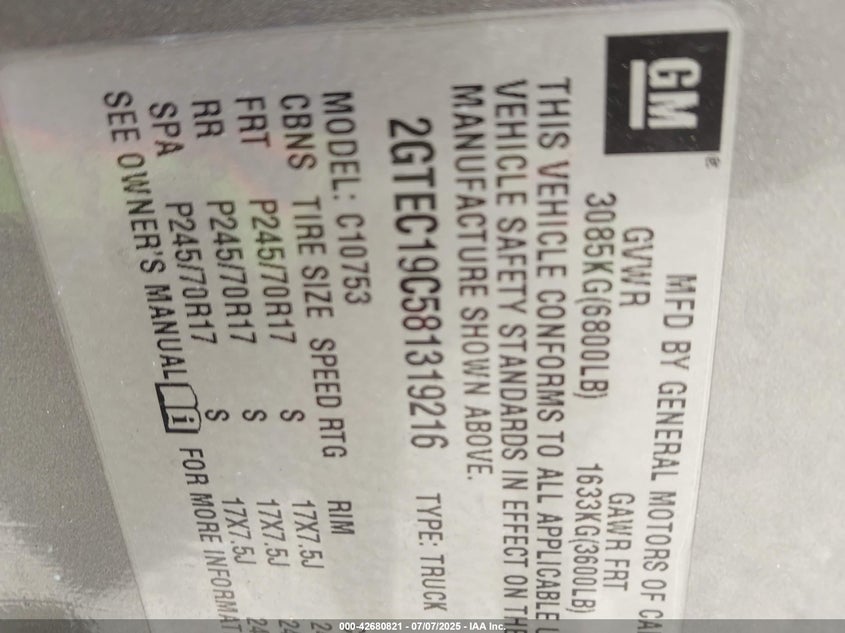 GM
MFD BY GENERAL MOTORS OF
GVWR GAWR FRT
3085KG(6800LB) 1633KG(3600LB)
THIS VEHICLE CONFORMS TO ALL APPLICABLE
VEHICLE SAFETY STANDARDS IN EFFECT ON THE
MANUFACTURE SHOWN ABOVE.
2GTEC19C581319216 TYPE: TRUCK
MODEL: C10753
CBNS TIRE SIZE SPEED RTG RIM
FRT P245/70R17 S 17X7.5J
RR P245/70R17 S 17X7.5J
SPA P245/70R17 S 17X7.5J
SEE OWNER'S MANUAL i FOR MORE
000-42680821 - 07/07/2025 - IAA Inc.